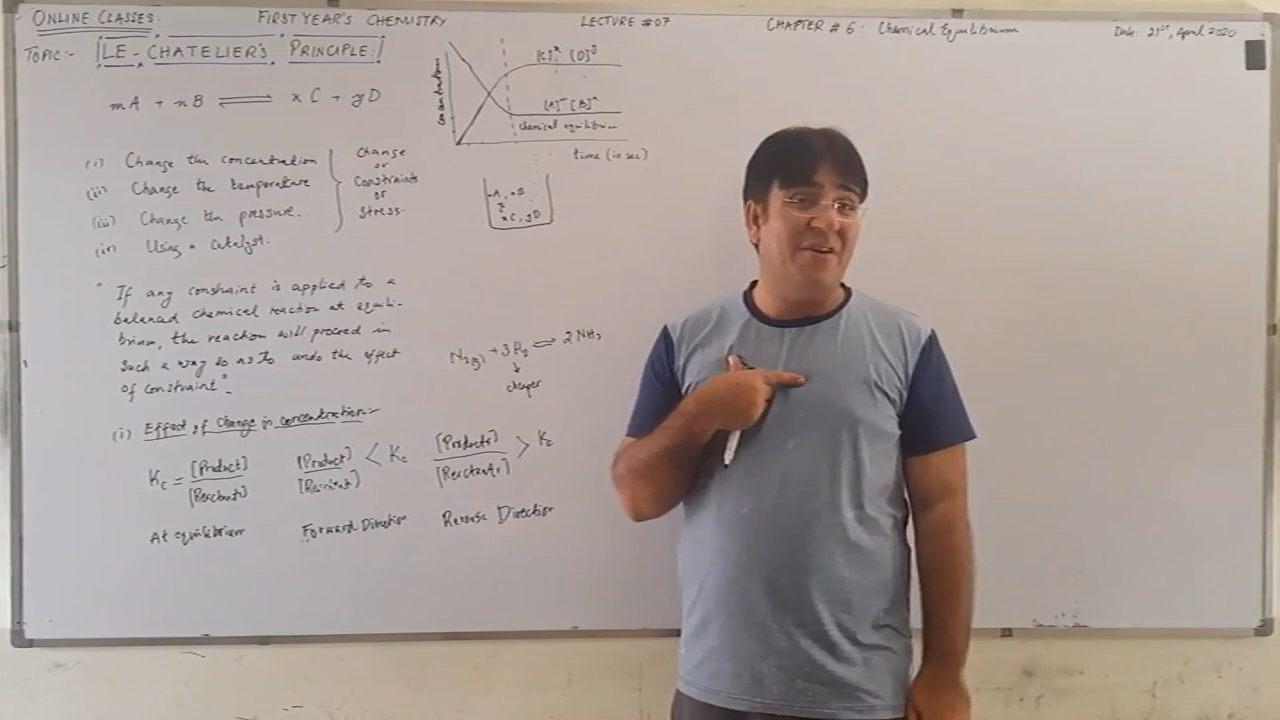 ONLINE CLASSES: FIRST YEAR'S CHEMISTRY LECTURE #07 CHAPTER # 6: Chemical Equilibrium Date: 21ST, April 2020
TOPIC:- LE-CHATELIER'S PRINCIPLE:
mA + nB ⇌ xC + yD
(i) Change the concentration
(ii) Change the temperature
(iii) Change the pressure.
(iv) Using a catalyst.
Change
or
Constraints
or
Stress.
concentrations
[C]ˣ [D]ʸ
[A]ᵐ [B]ⁿ
chemical equilibrium
time (in sec)
mA, nB
xC, yD
"If any constraint is applied to a
balanced chemical reaction at equili-
brium, the reaction will proceed in
such a way so as to undo the effect
of constraint".
N₂(g) + 3H₂ ⇌ 2NH₃
↓
cheaper
(i) Effect of Change in concentration:-
Kc = [Product] / [Reactants]
[Product] / [Reactant] < Kc
[Products] / [Reactants] > Kc
At equilibrium Forward Direction Reverse Direction